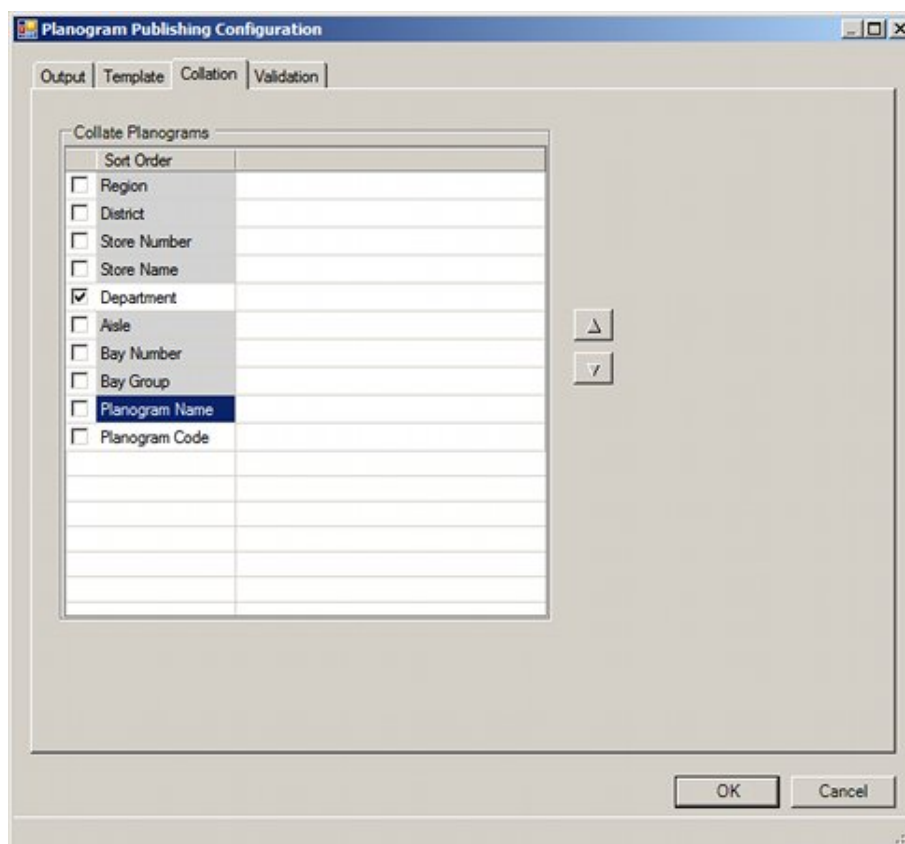 Planogram Publishing Configuration
Output Template Collation Validation
Collate Planograms
Sort Order
Region
District
Store Number
Store Name
Department
Aisle
Bay Number
Bay Group
Planogram Name
Planogram Code
OK Cancel